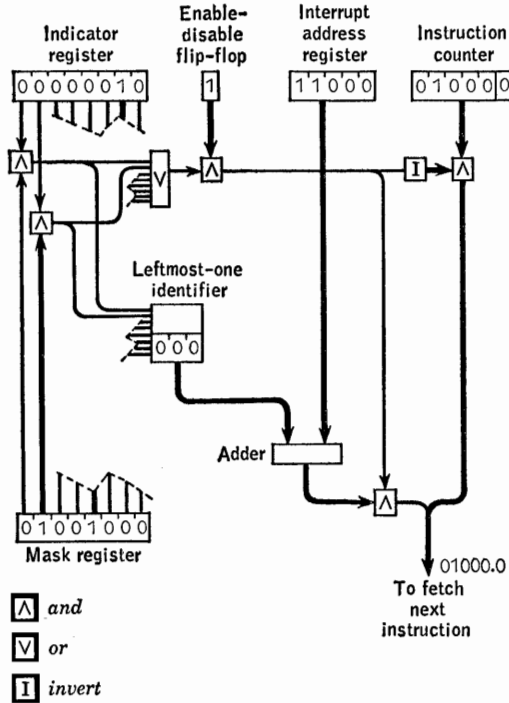 Indicator
register
Enable-
disable
flip-flop
Interrupt
address
register
Instruction
counter
00000010
1
11000
010000
Λ
Λ
V
Λ
I
Λ
Leftmost-one
identifier
000
Adder
Λ
01001000
Mask register
01000.0
To fetch
next
instruction
Λ and
V or
I invert